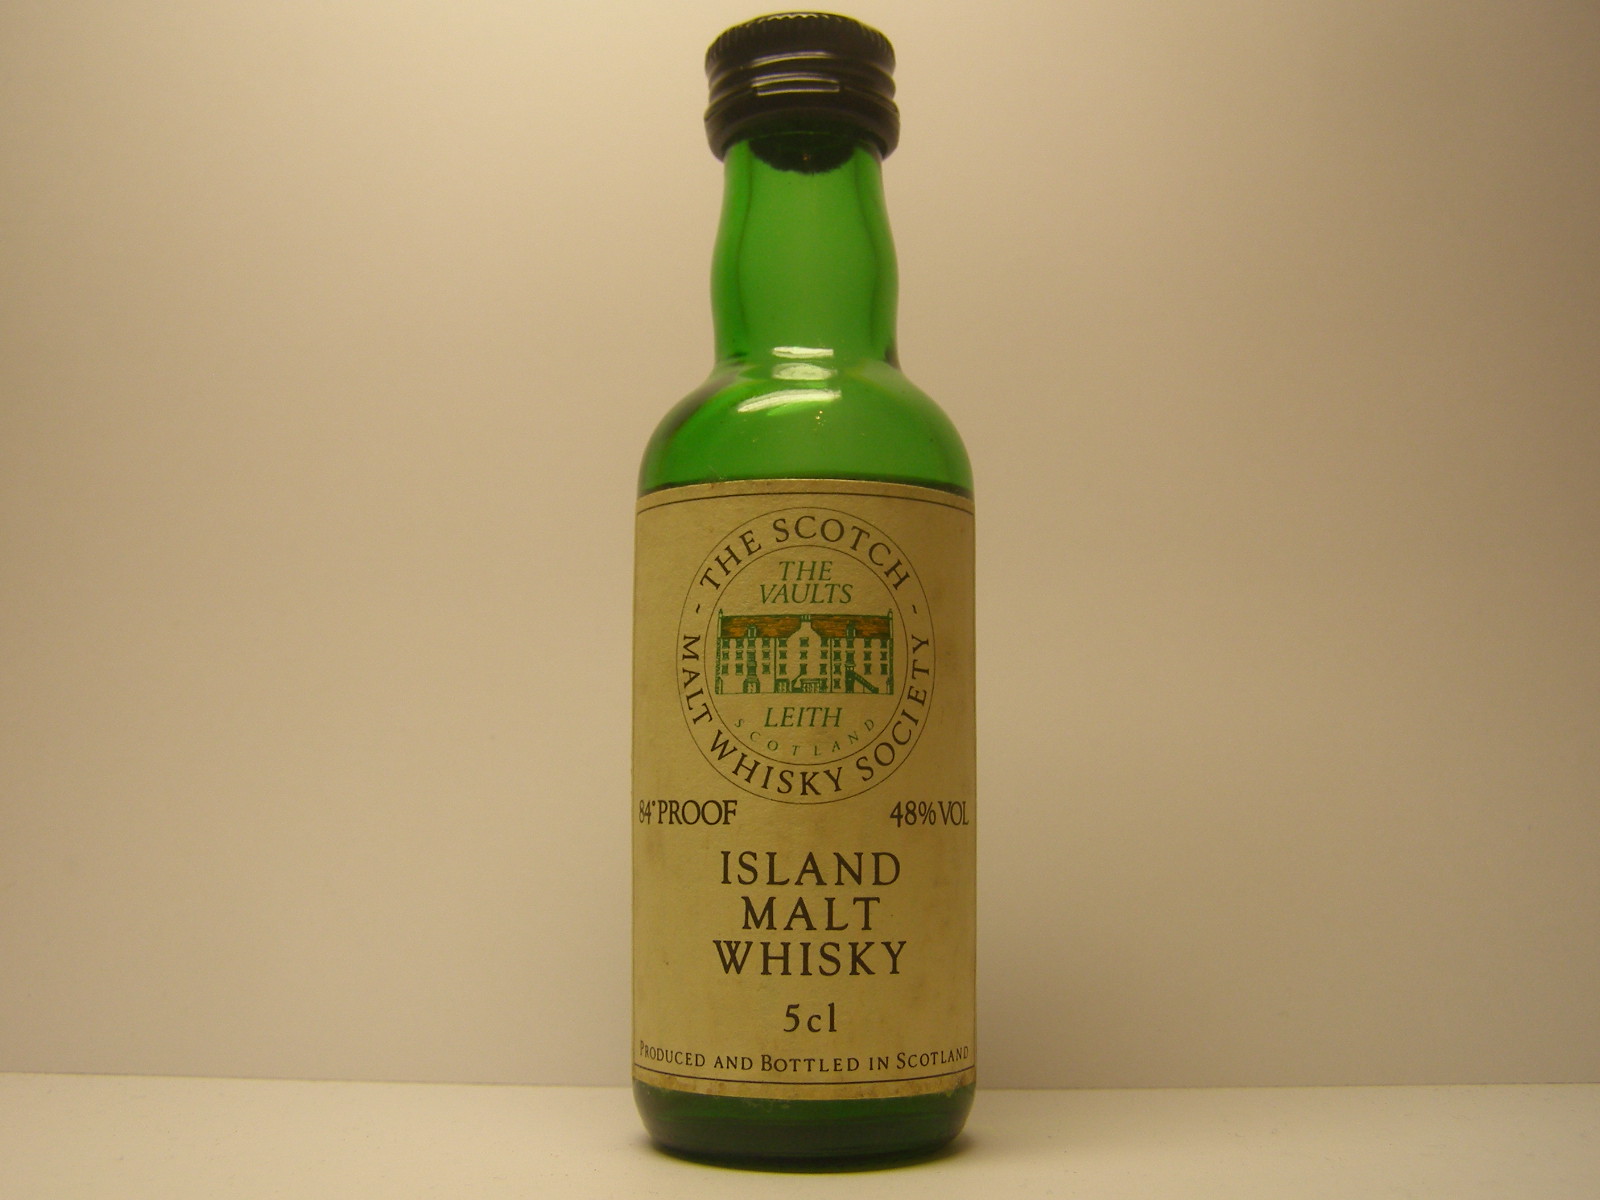 - THE SCOTCH -
MALT WHISKY SOCIETY
THE
VAULTS
LEITH
SCOTLAND
84°PROOF 48% VOL
ISLAND
MALT
WHISKY
5cl
PRODUCED AND BOTTLED IN SCOTLAND